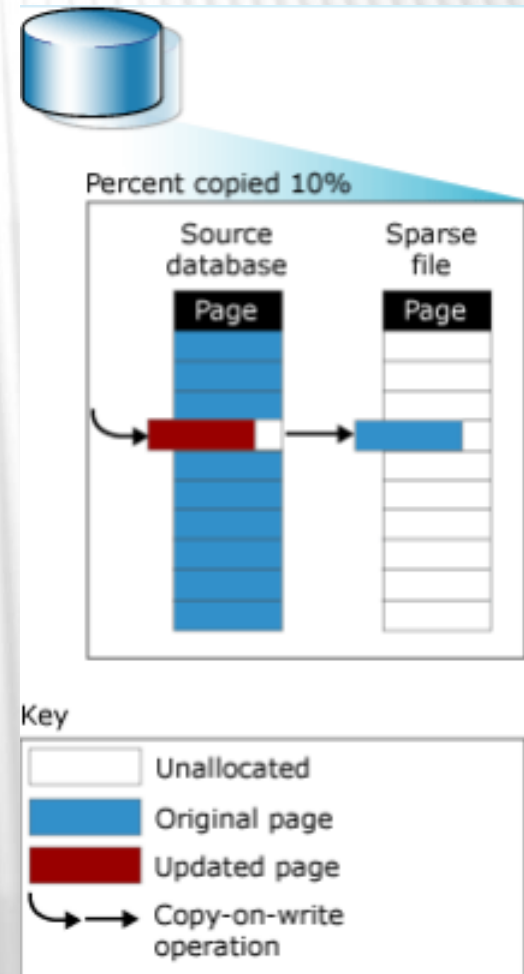 Percent copied 10%
Source
database
Sparse
file
Page
Page
Key
Unallocated
Original page
Updated page
Copy-on-write
operation